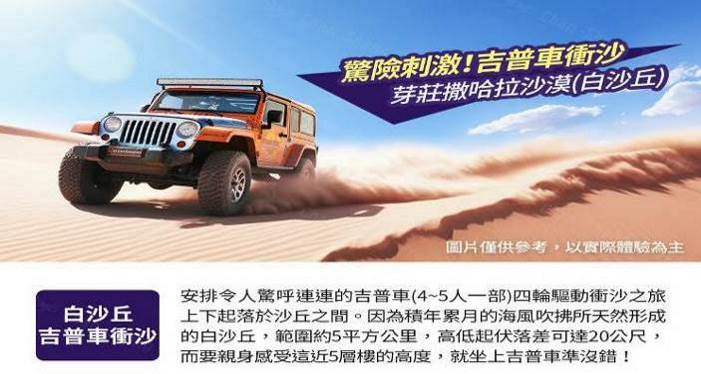 驚險刺激!吉普車衝沙
芽莊撒哈拉沙漠(白沙丘)
圖片僅供參考，以實際體驗為主
白沙丘
吉普車衝沙
安排令人驚呼連連的吉普車(4~5人一部)四輪驅動衝沙之旅
上下起落於沙丘之間。因為積年累月的海風吹拂所天然形成
的白沙丘，範圍約5平方公里，高低起伏落差可達20公尺，
而要親身感受這近5層樓的高度，就坐上吉普車準沒錯！